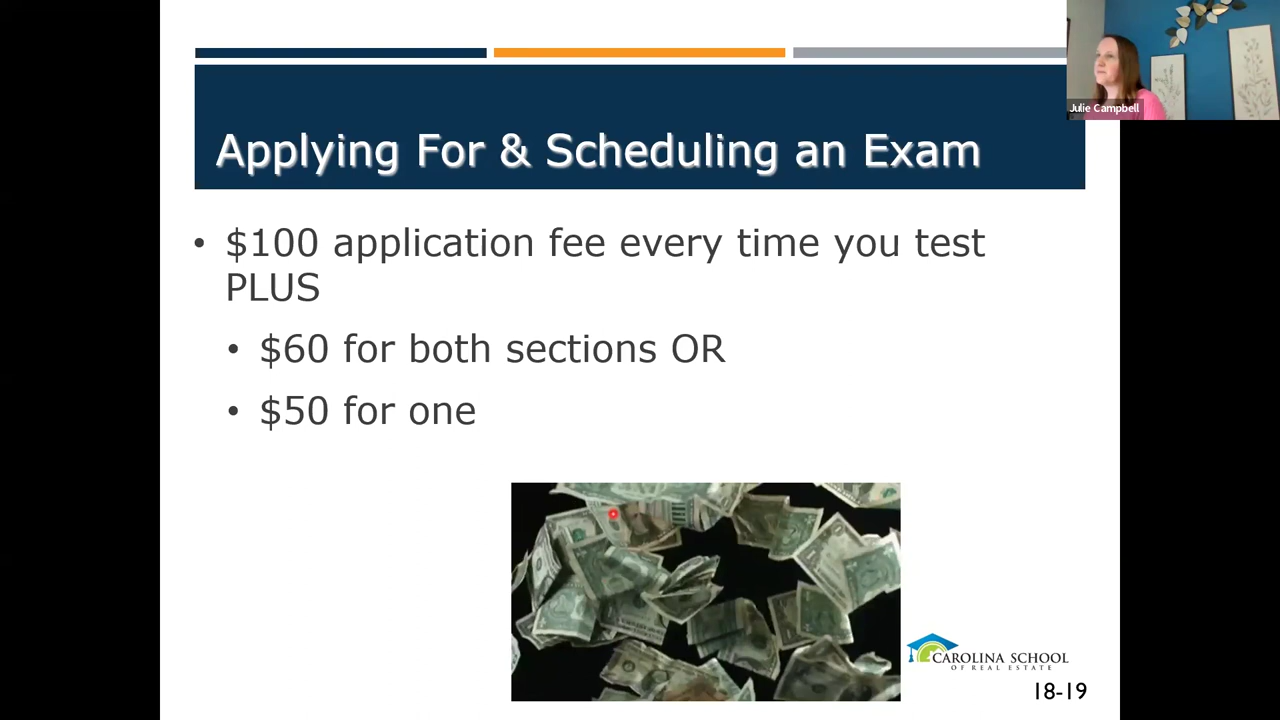 Julie Campbell
Applying For & Scheduling an Exam
• $100 application fee every time you test
PLUS
• $60 for both sections OR
• $50 for one
CAROLINA SCHOOL
OF REAL ESTATE
18-19